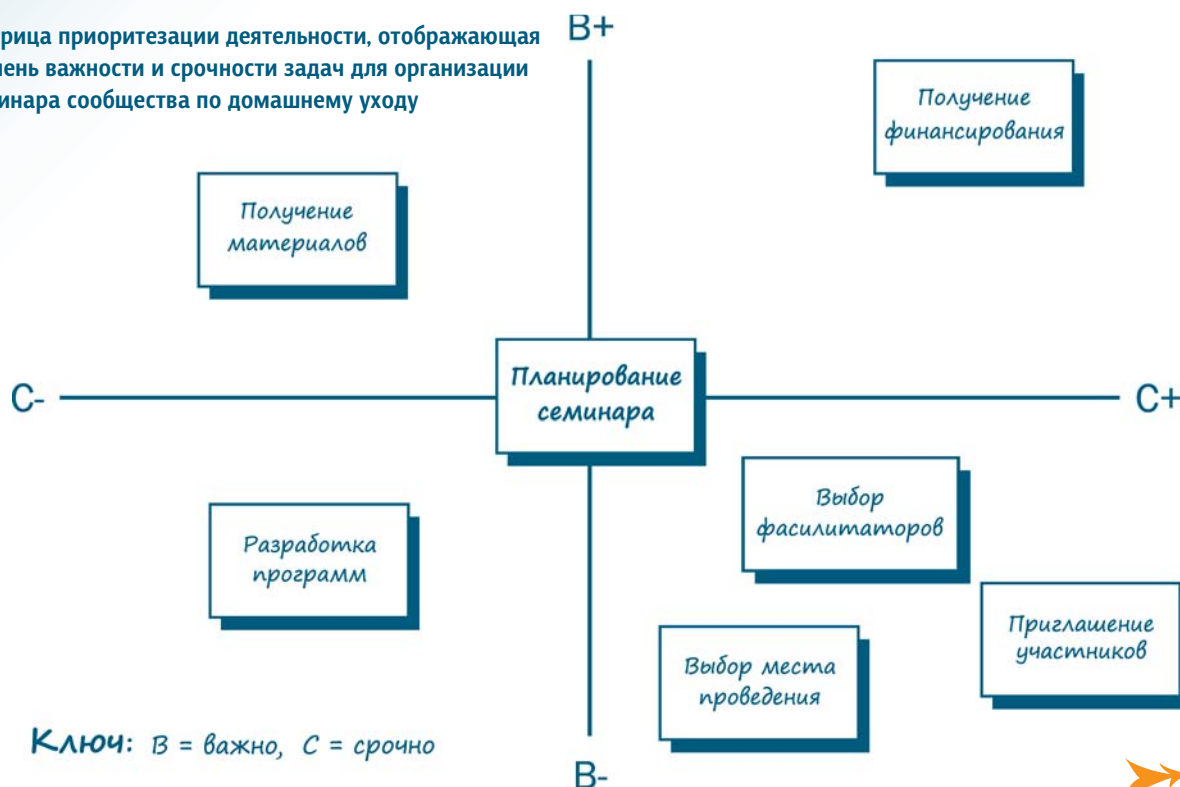 рица приоритезации деятельности, отображающая
ень важности и срочности задач для организации
инара сообщества по домашнему уходу
В+
Получение
финансирования
Получение
материалов
Планирование
семинара
С-
С+
Выбор
фасилитаторов
Разработка
программ
Приглашение
участников
Выбор места
проведения
Ключ: В = важно, С = срочно
В-